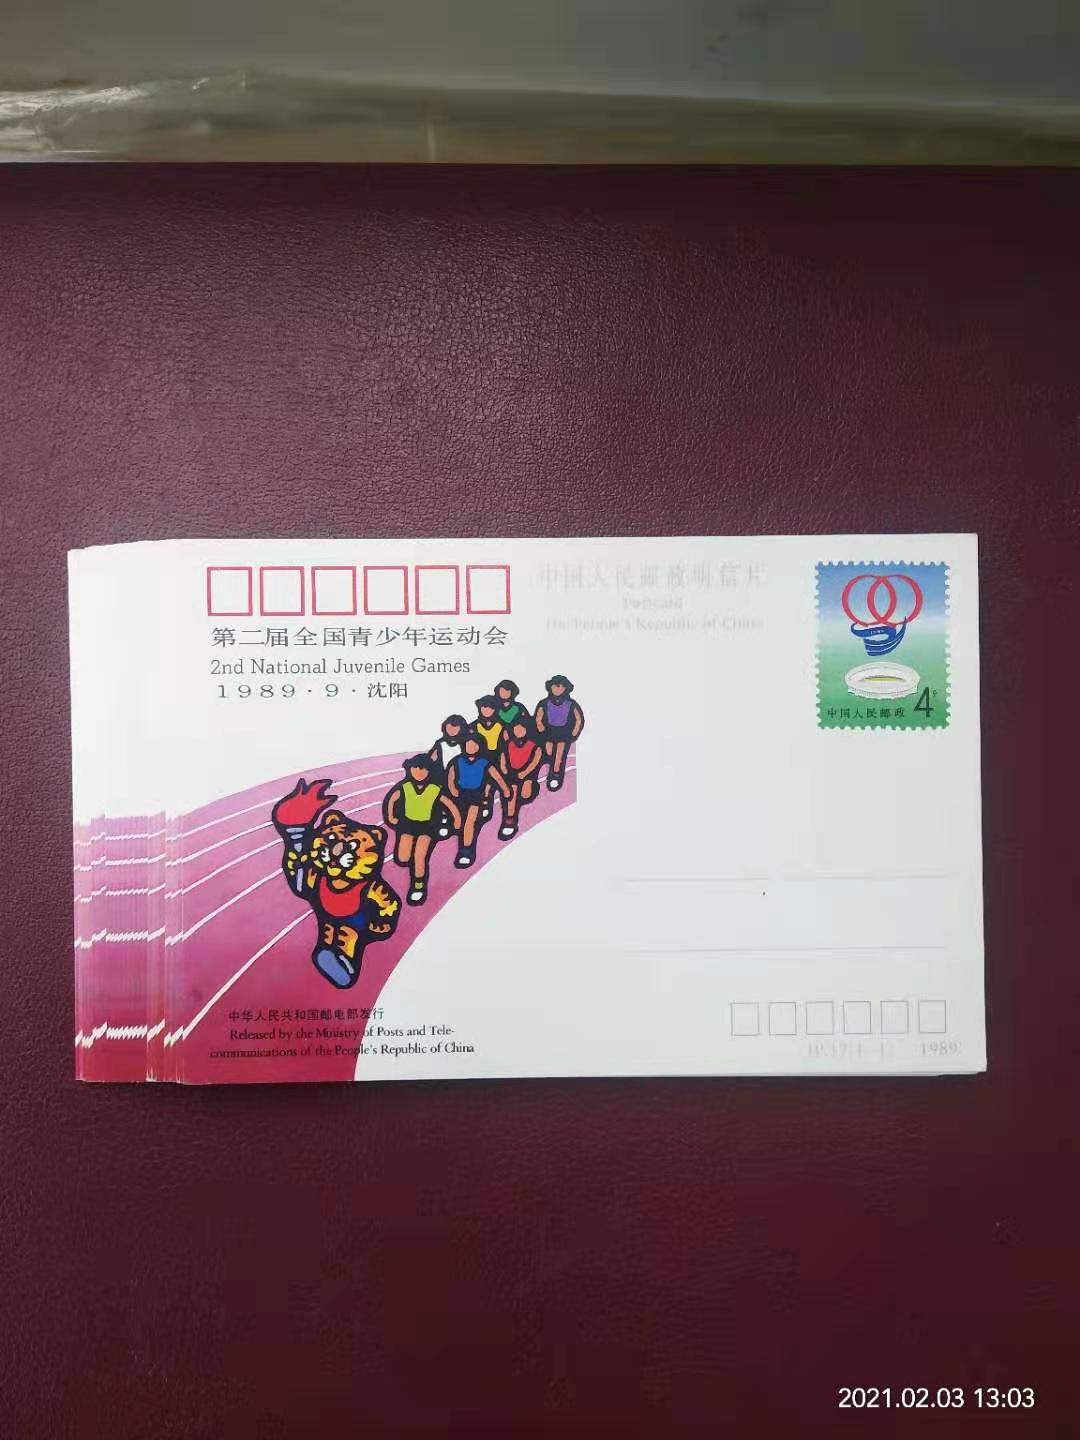 中国人民邮政明信片
Postcard
The People's Republic of China
第二届全国青少年运动会
2nd National Juvenile Games
1989·9·沈阳
中国人民邮政 4分
中华人民共和国邮电部发行
Released by the Ministry of Posts and Tele-
communications of the People's Republic of China
1989
2021.02.03 13:03